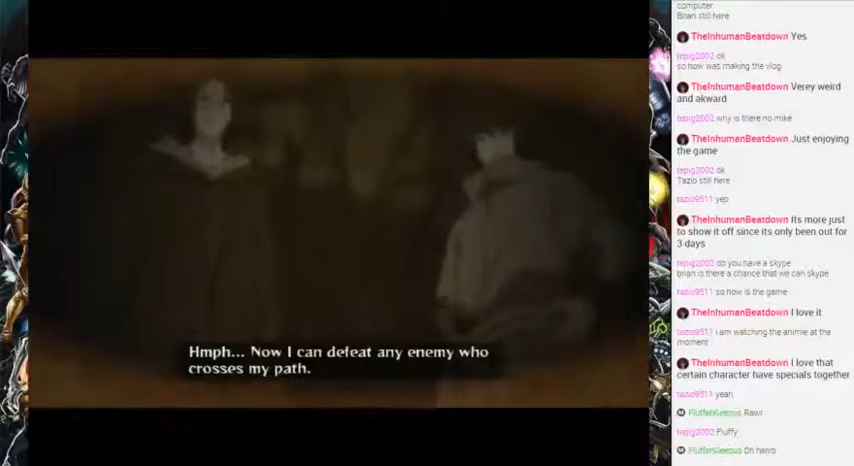 computer
Brian still here
TheInhumanBeatdown Yes
tepig2002 ok
so how was making the vlog
TheInhumanBeatdown Verey weird
and akward
tepig2002 why is there no mike
TheInhumanBeatdown Just enjoying
the game
tepig2002 ok
Tazio still here
tazio9511 yep
TheInhumanBeatdown Its more just
to show it off since its only been out for
3 days
tepig2002 do you have a skype
brian is there a chance that we can skype
tazio9511 so how is the game
TheInhumanBeatdown I love it
tazio9511 i am watching the animie at the
moment
TheInhumanBeatdown I love that
certain character have specials together
tazio9511 yeah
FluffehGeezus Rawr
tepig2002 Fluffy
FluffehGeezus Oh herro
Hmph... Now I can defeat any enemy who
crosses my path.